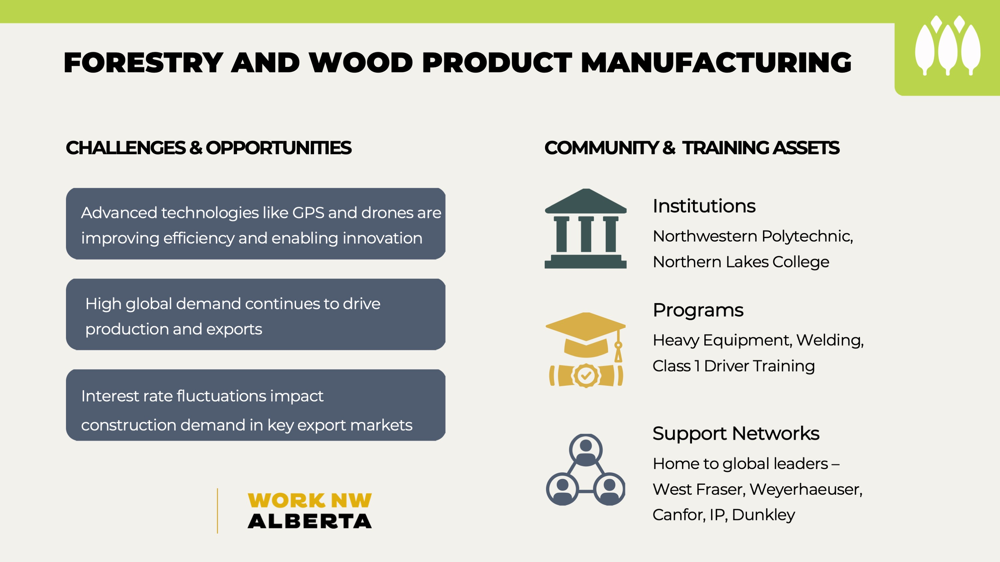 FORESTRY AND WOOD PRODUCT MANUFACTURING
CHALLENGES & OPPORTUNITIES
Advanced technologies like GPS and drones are
improving efficiency and enabling innovation
High global demand continues to drive
production and exports
Interest rate fluctuations impact
construction demand in key export markets
WORK NW
ALBERTA
COMMUNITY & TRAINING ASSETS
Institutions
Northwestern Polytechnic,
Northern Lakes College
Programs
Heavy Equipment, Welding,
Class 1 Driver Training
Support Networks
Home to global leaders –
West Fraser, Weyerhaeuser,
Canfor, IP, Dunkley